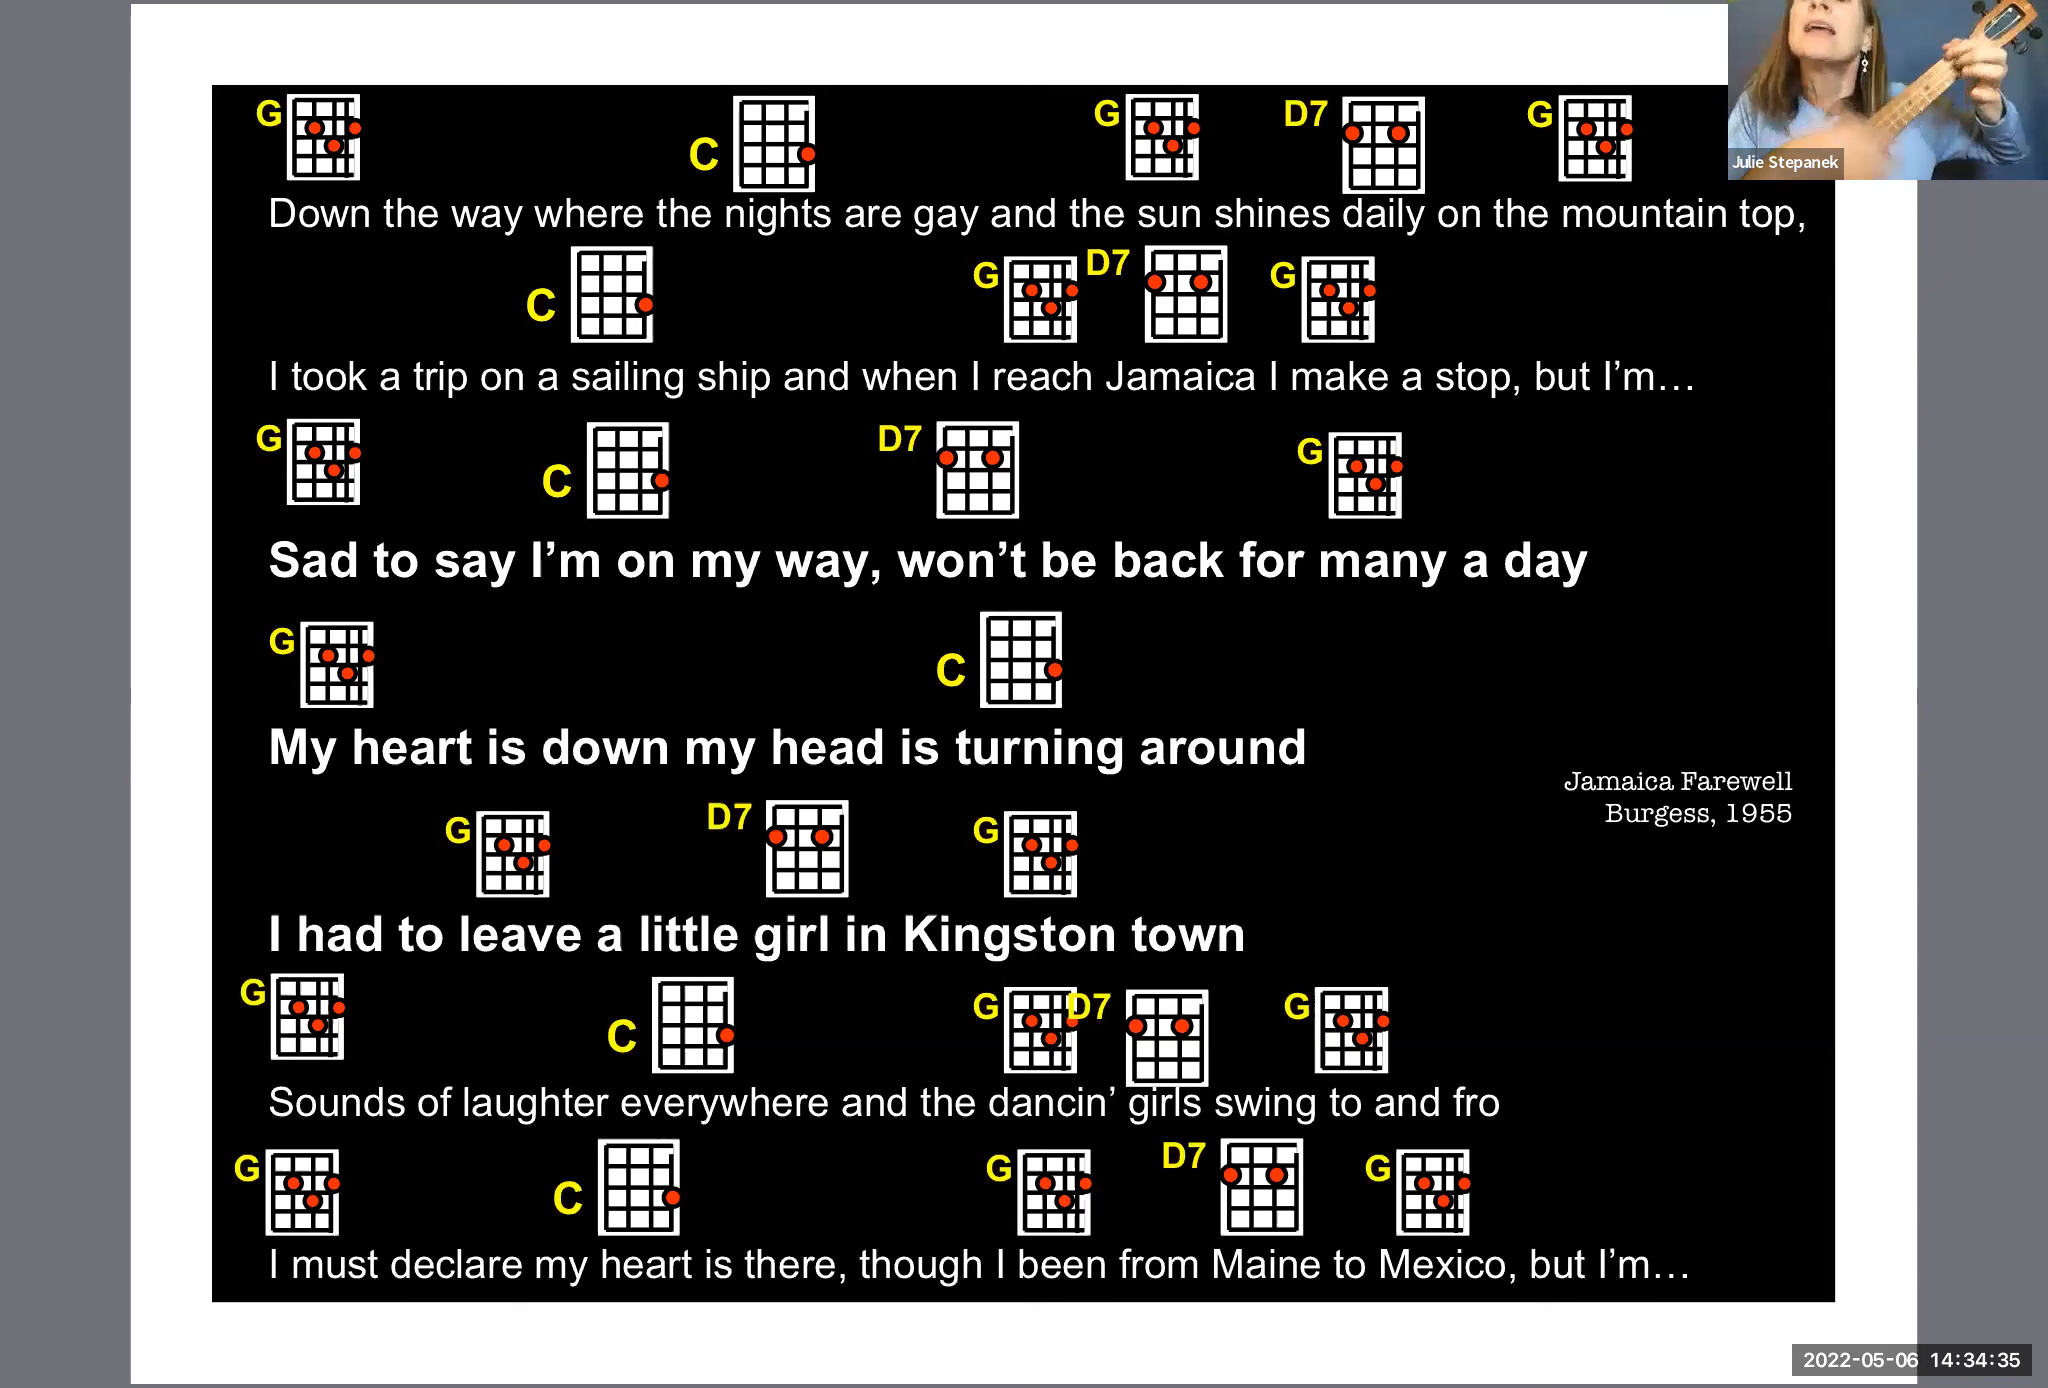 G C G D7 G
Julie Stepanek
Down the way where the nights are gay and the sun shines daily on the mountain top,
C G D7 G
I took a trip on a sailing ship and when I reach Jamaica I make a stop, but I’m…
G C D7 G
Sad to say I’m on my way, won’t be back for many a day
G C
My heart is down my head is turning around
Jamaica Farewell
Burgess, 1955
G D7 G
I had to leave a little girl in Kingston town
G C G D7 G
Sounds of laughter everywhere and the dancin’ girls swing to and fro
G C G D7 G
I must declare my heart is there, though I been from Maine to Mexico, but I’m…
2022-05-06 14:34:35